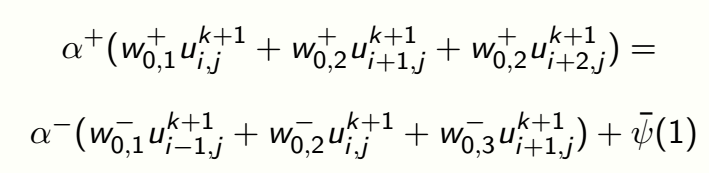 α⁺(w⁺₀,₁u^{k+1}_{i,j} + w⁺₀,₂u^{k+1}_{i+1,j} + w⁺₀,₂u^{k+1}_{i+2,j}) =
α⁻(w⁻₀,₁u^{k+1}_{i−1,j} + w⁻₀,₂u^{k+1}_{i,j} + w⁻₀,₃u^{k+1}_{i+1,j}) + ψ̄(1)